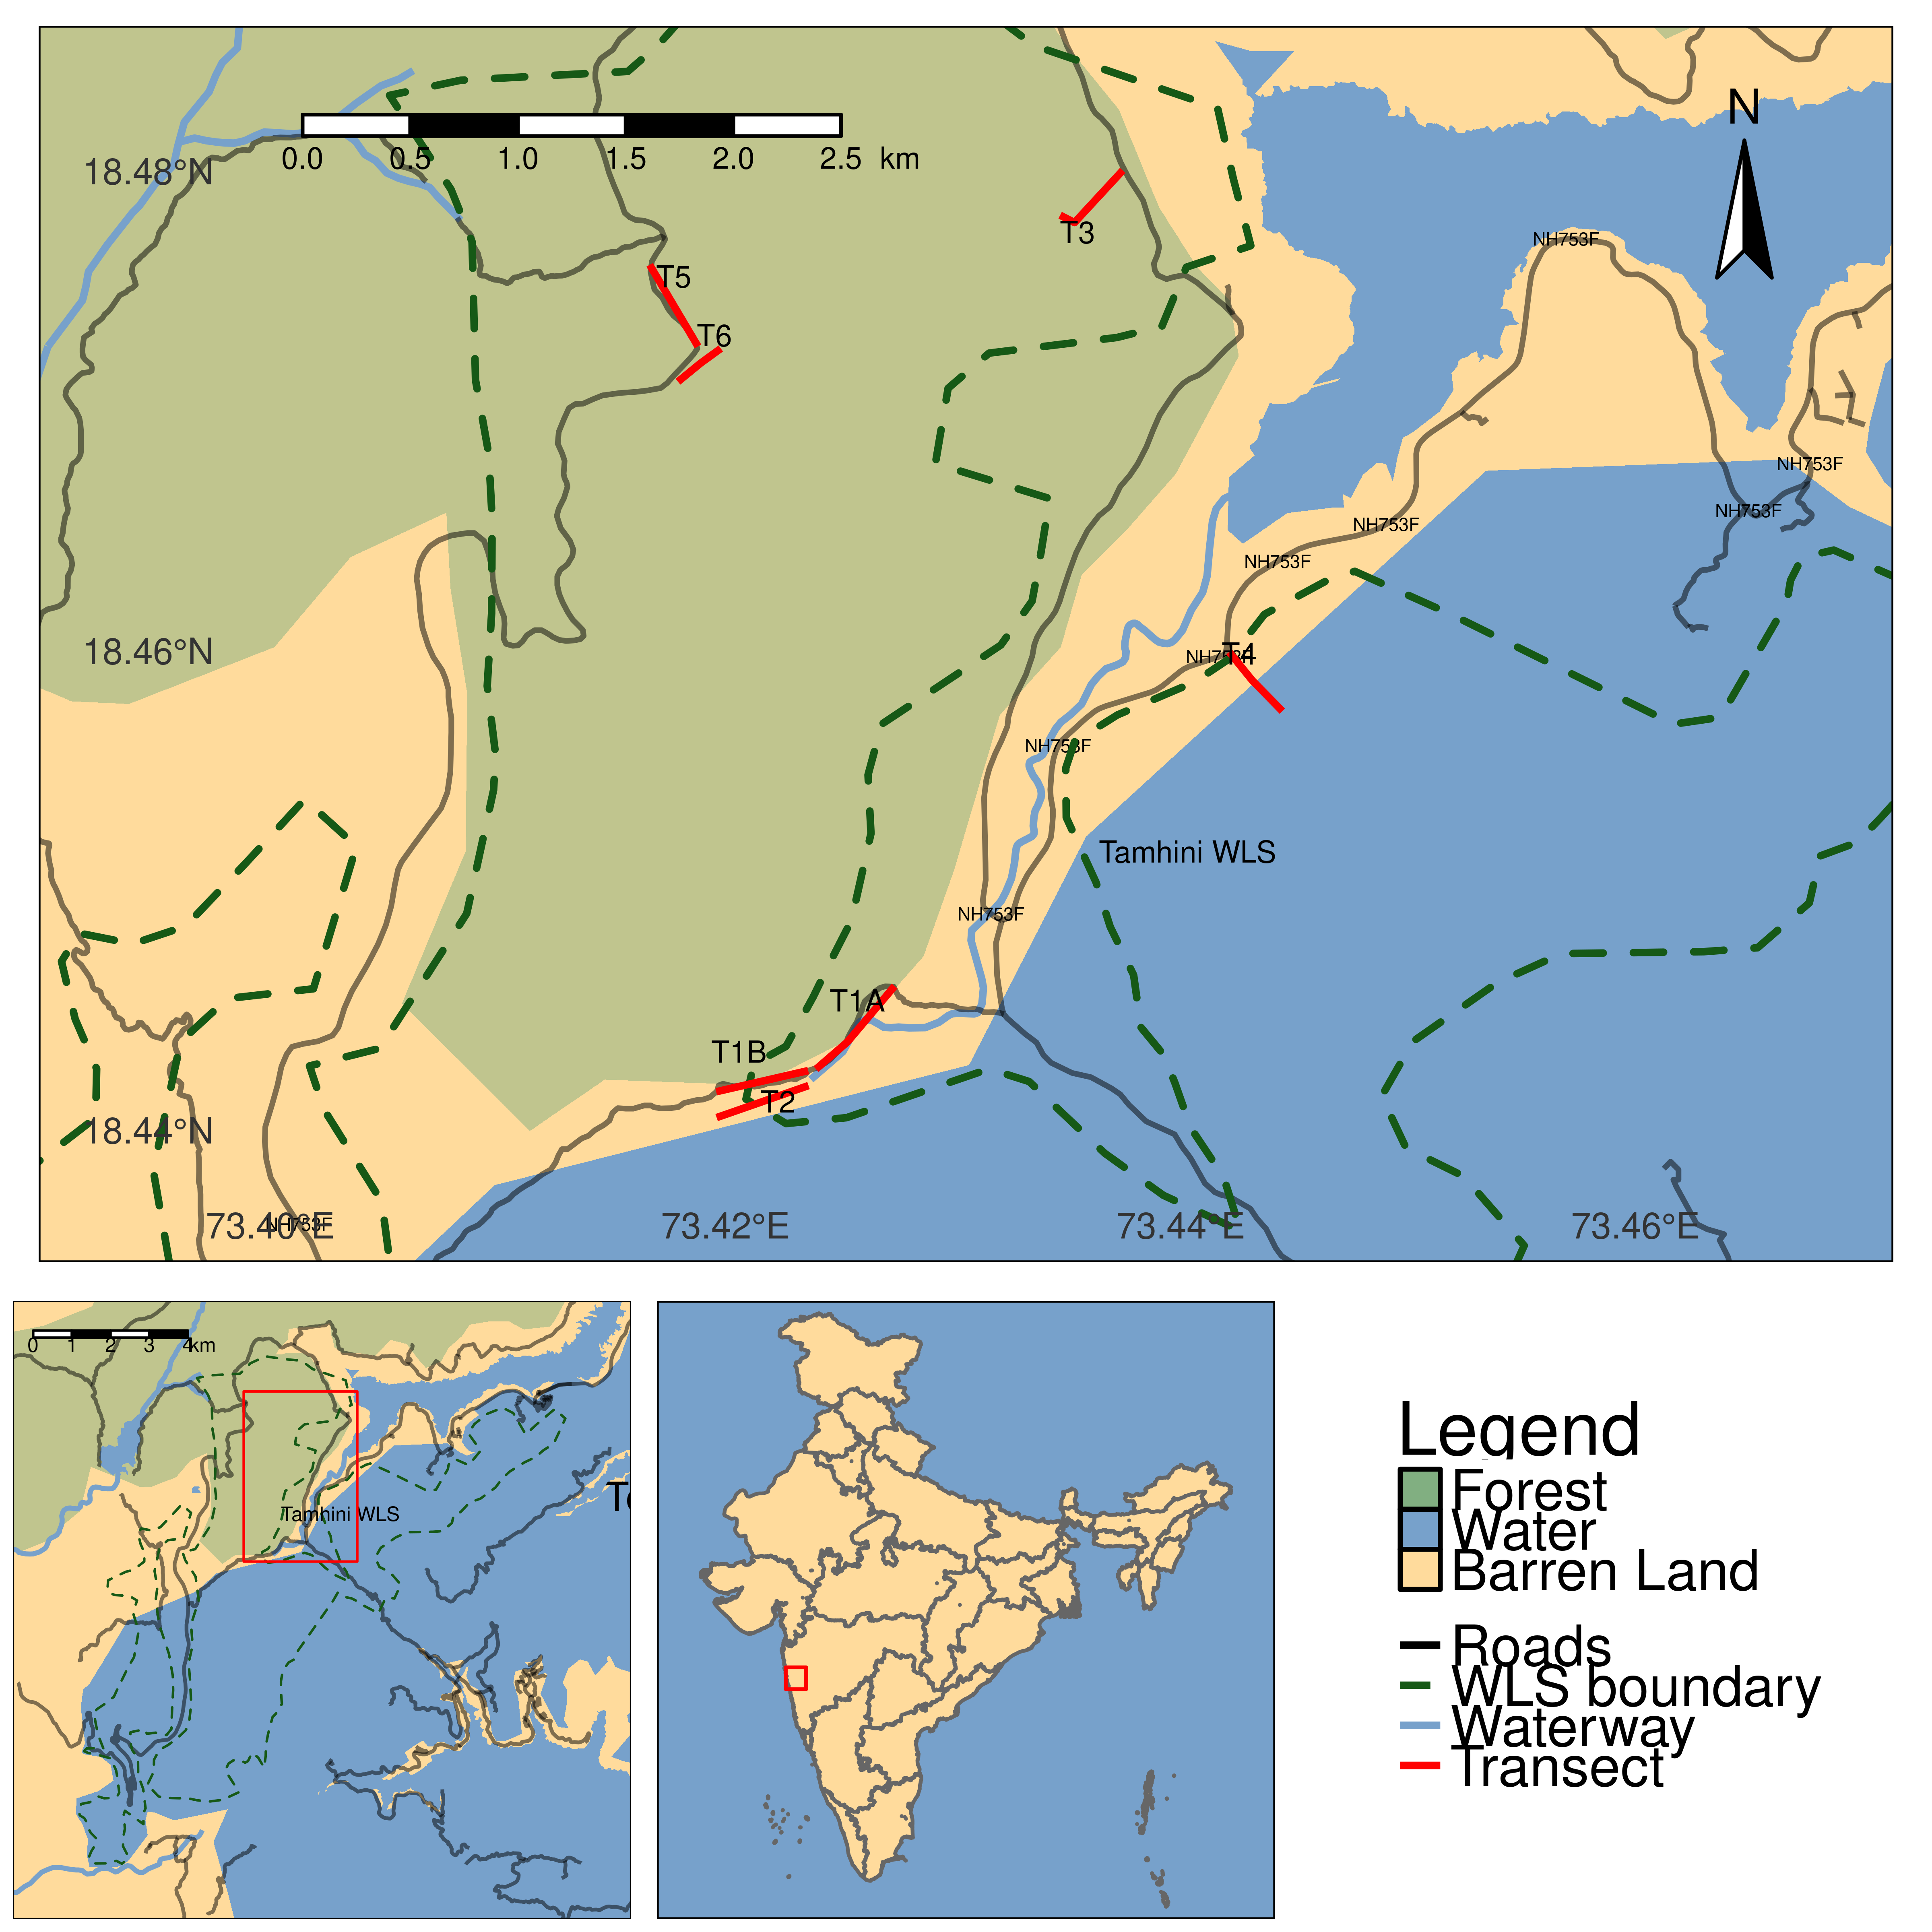 N
18.48°N
0.0 0.5 1.0 1.5 2.0 2.5 km
T3
NH753F
T5
T6
NH753F
NH753F
NH753F
NH753F
18.46°N
NH753F
T4
NH753F
Tamhini WLS
NH753F
T1A
T1B
T2
18.44°N
NH753F
73.40°E 73.42°E 73.44°E 73.46°E
0 1 2 3 4km
Tamhini WLS
Legend
Forest
Water
Barren Land
Roads
WLS boundary
Waterway
Transect